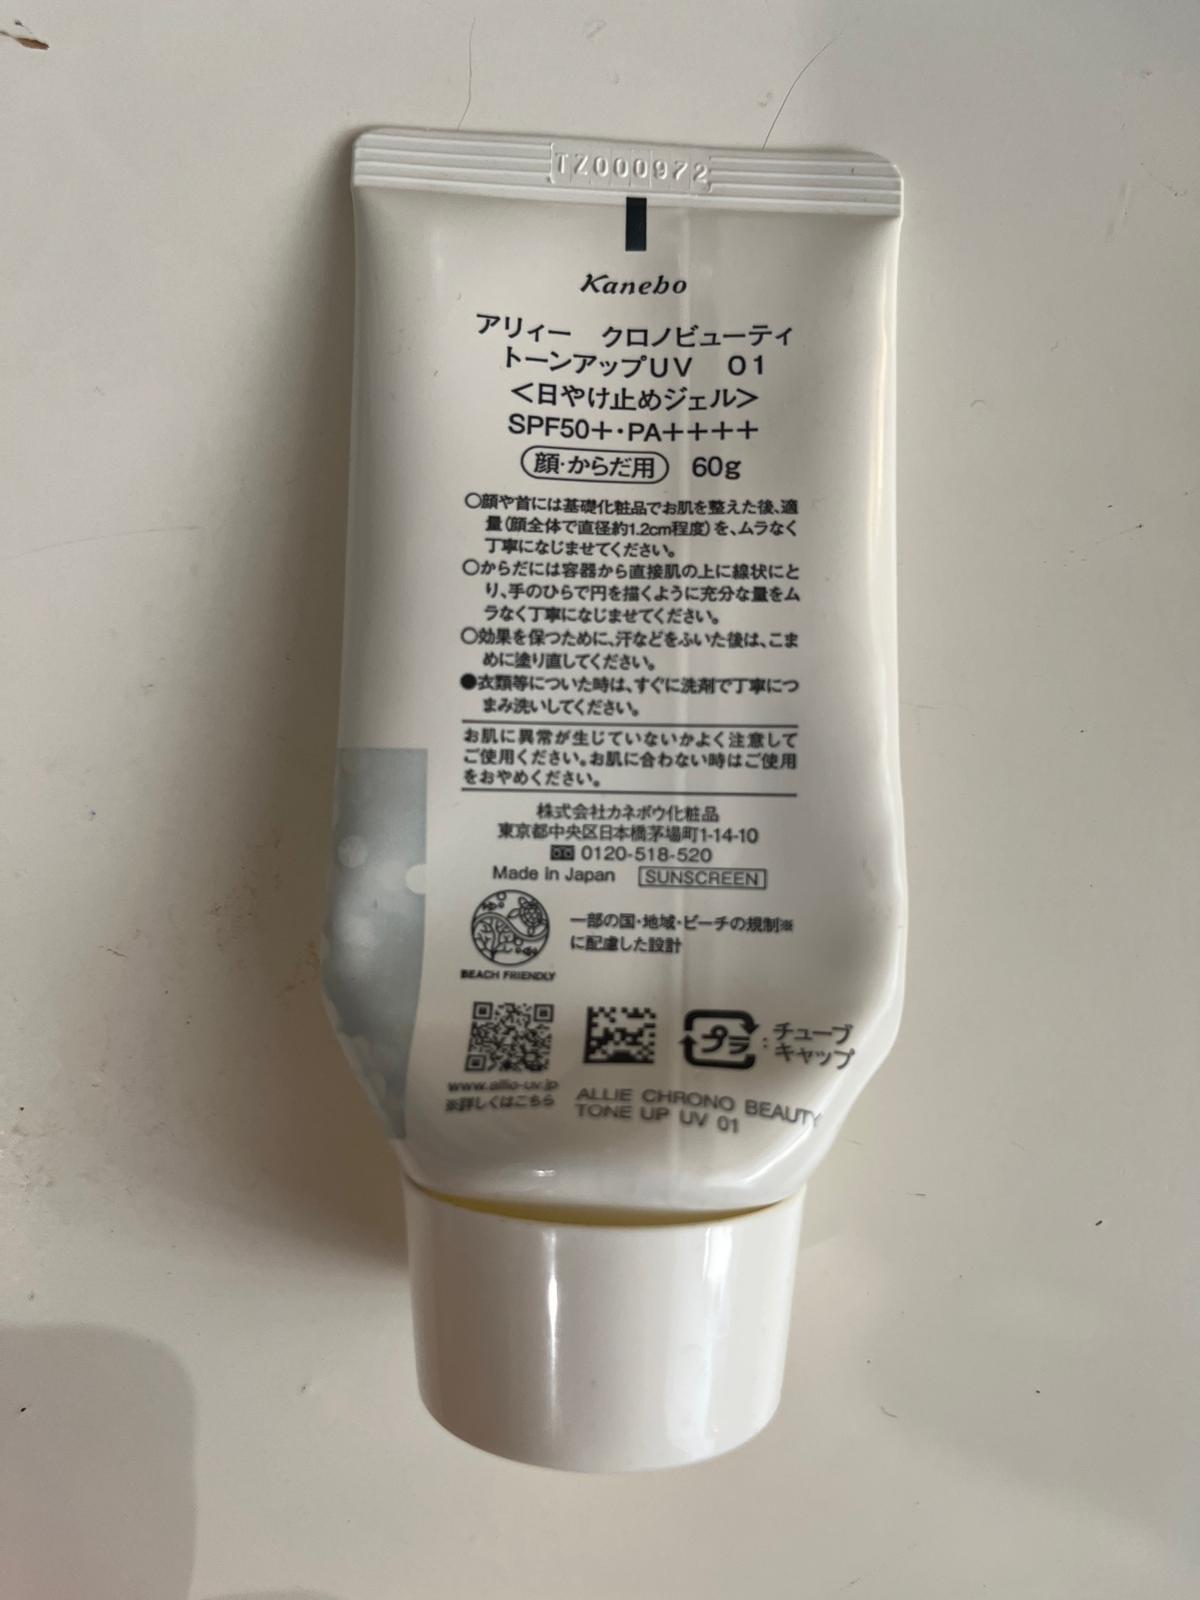 TZ000972
Kanebo
アリィー　クロノビューティ
トーンアップUV　01
＜日やけ止めジェル＞
SPF50+・PA++++
顔・からだ用　60g
○顔や首には基礎化粧品でお肌を整えた後、適
量（顔全体で直径約1.2cm程度）を、ムラなく
丁寧になじませてください。
○からだには容器から直接肌の上に線状にと
り、手のひらで円を描くように充分な量をム
ラなく丁寧になじませてください。
○効果を保つために、汗などをふいた後は、こま
めに塗り直してください。
●衣類等についた時は、すぐに洗剤で丁寧につ
まみ洗いしてください。
お肌に異常が生じていないかよく注意して
ご使用ください。お肌に合わない時はご使用
をおやめください。
株式会社カネボウ化粧品
東京都中央区日本橋茅場町1-14-10
0120-518-520
Made in Japan　SUNSCREEN
一部の国・地域・ビーチの規制※
に配慮した設計
BEACH FRIENDLY
プラ：チューブ
キャップ
www.allie-uv.jp
※詳しくはこちら
ALLIE CHRONO BEAUTY
TONE UP UV 01